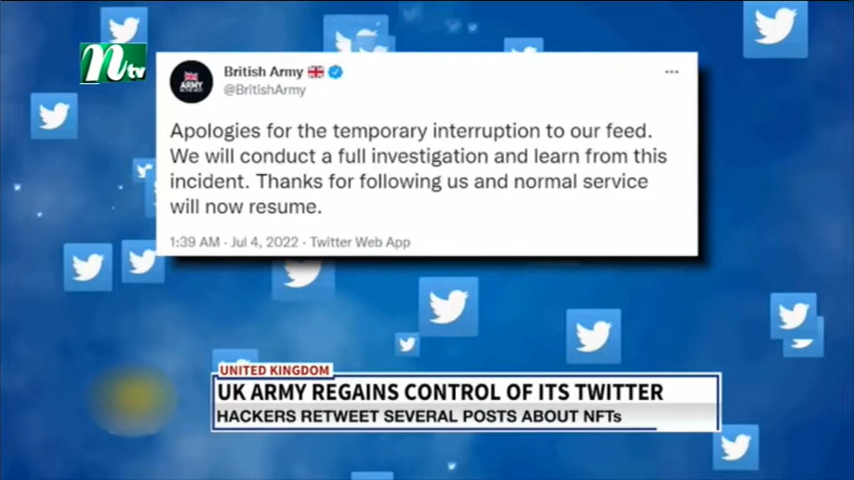 ntv
British Army 🇬🇧
ARMY
@BritishArmy
Apologies for the temporary interruption to our feed.
We will conduct a full investigation and learn from this
incident. Thanks for following us and normal service
will now resume.
1:39 AM · Jul 4, 2022 · Twitter Web App
UNITED KINGDOM
UK ARMY REGAINS CONTROL OF ITS TWITTER
HACKERS RETWEET SEVERAL POSTS ABOUT NFTs